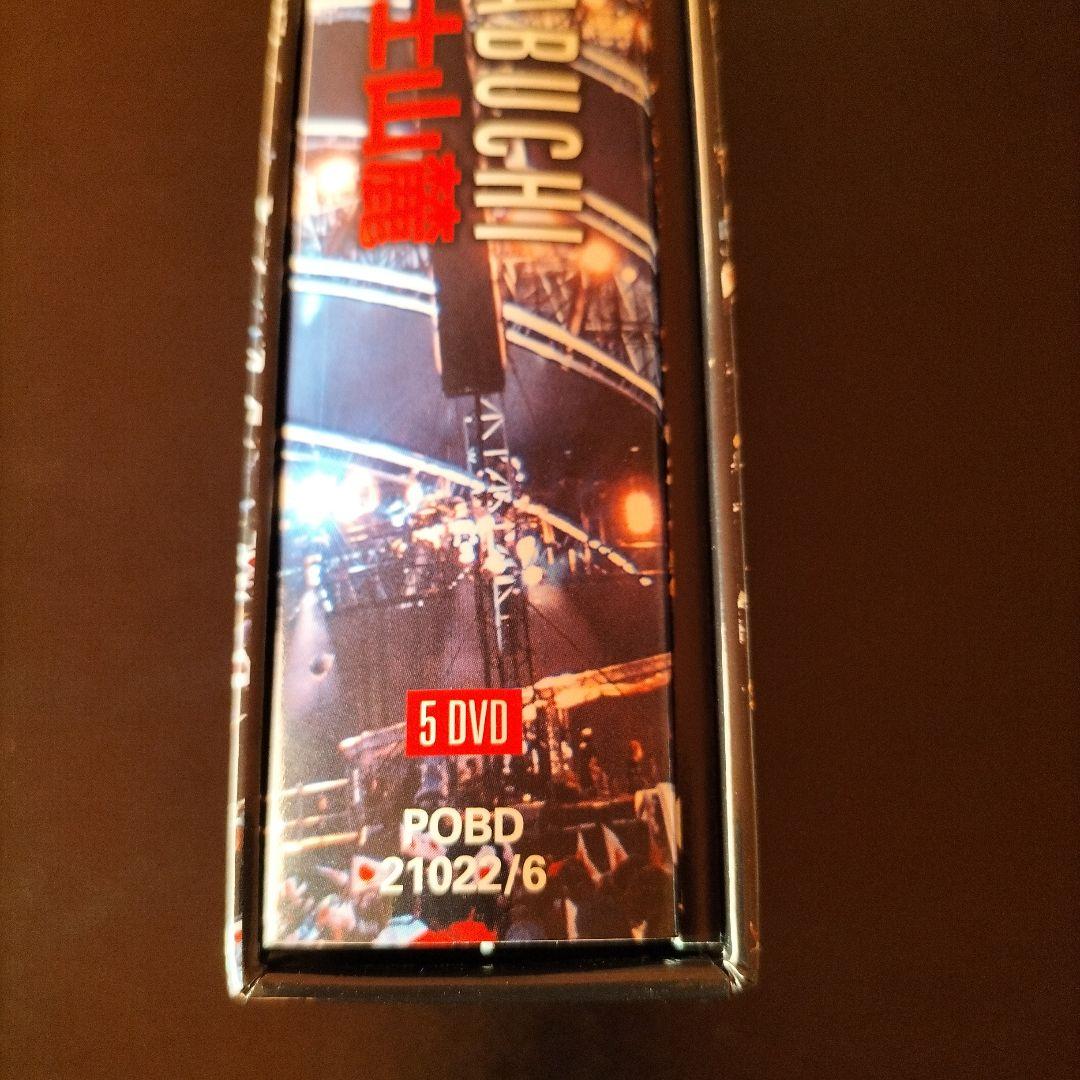 ABUCHI
士山麓
5 DVD
POBD
21022/6